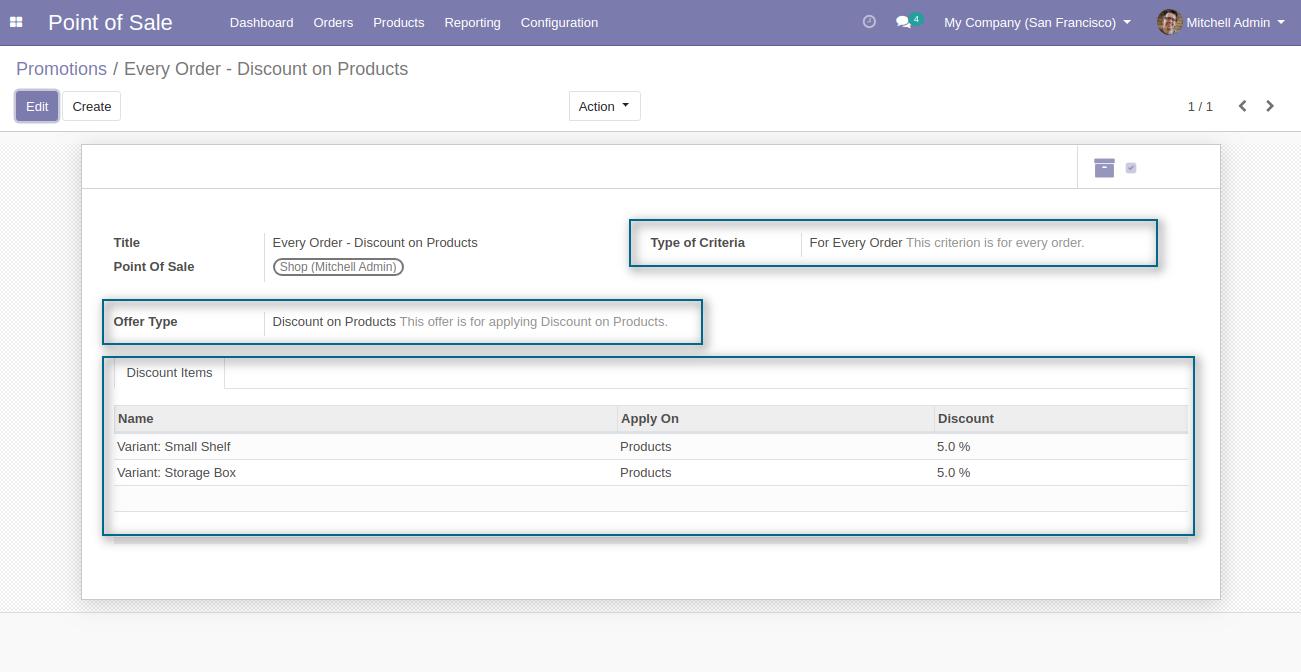 Point of Sale Dashboard Orders Products Reporting Configuration 4 My Company (San Francisco) Mitchell Admin
Promotions / Every Order - Discount on Products
Edit Create Action 1 / 1
Title Every Order - Discount on Products Type of Criteria For Every Order This criterion is for every order.
Point Of Sale Shop (Mitchell Admin)
Offer Type Discount on Products This offer is for applying Discount on Products.
Discount Items
Name Apply On Discount
Variant: Small Shelf Products 5.0 %
Variant: Storage Box Products 5.0 %